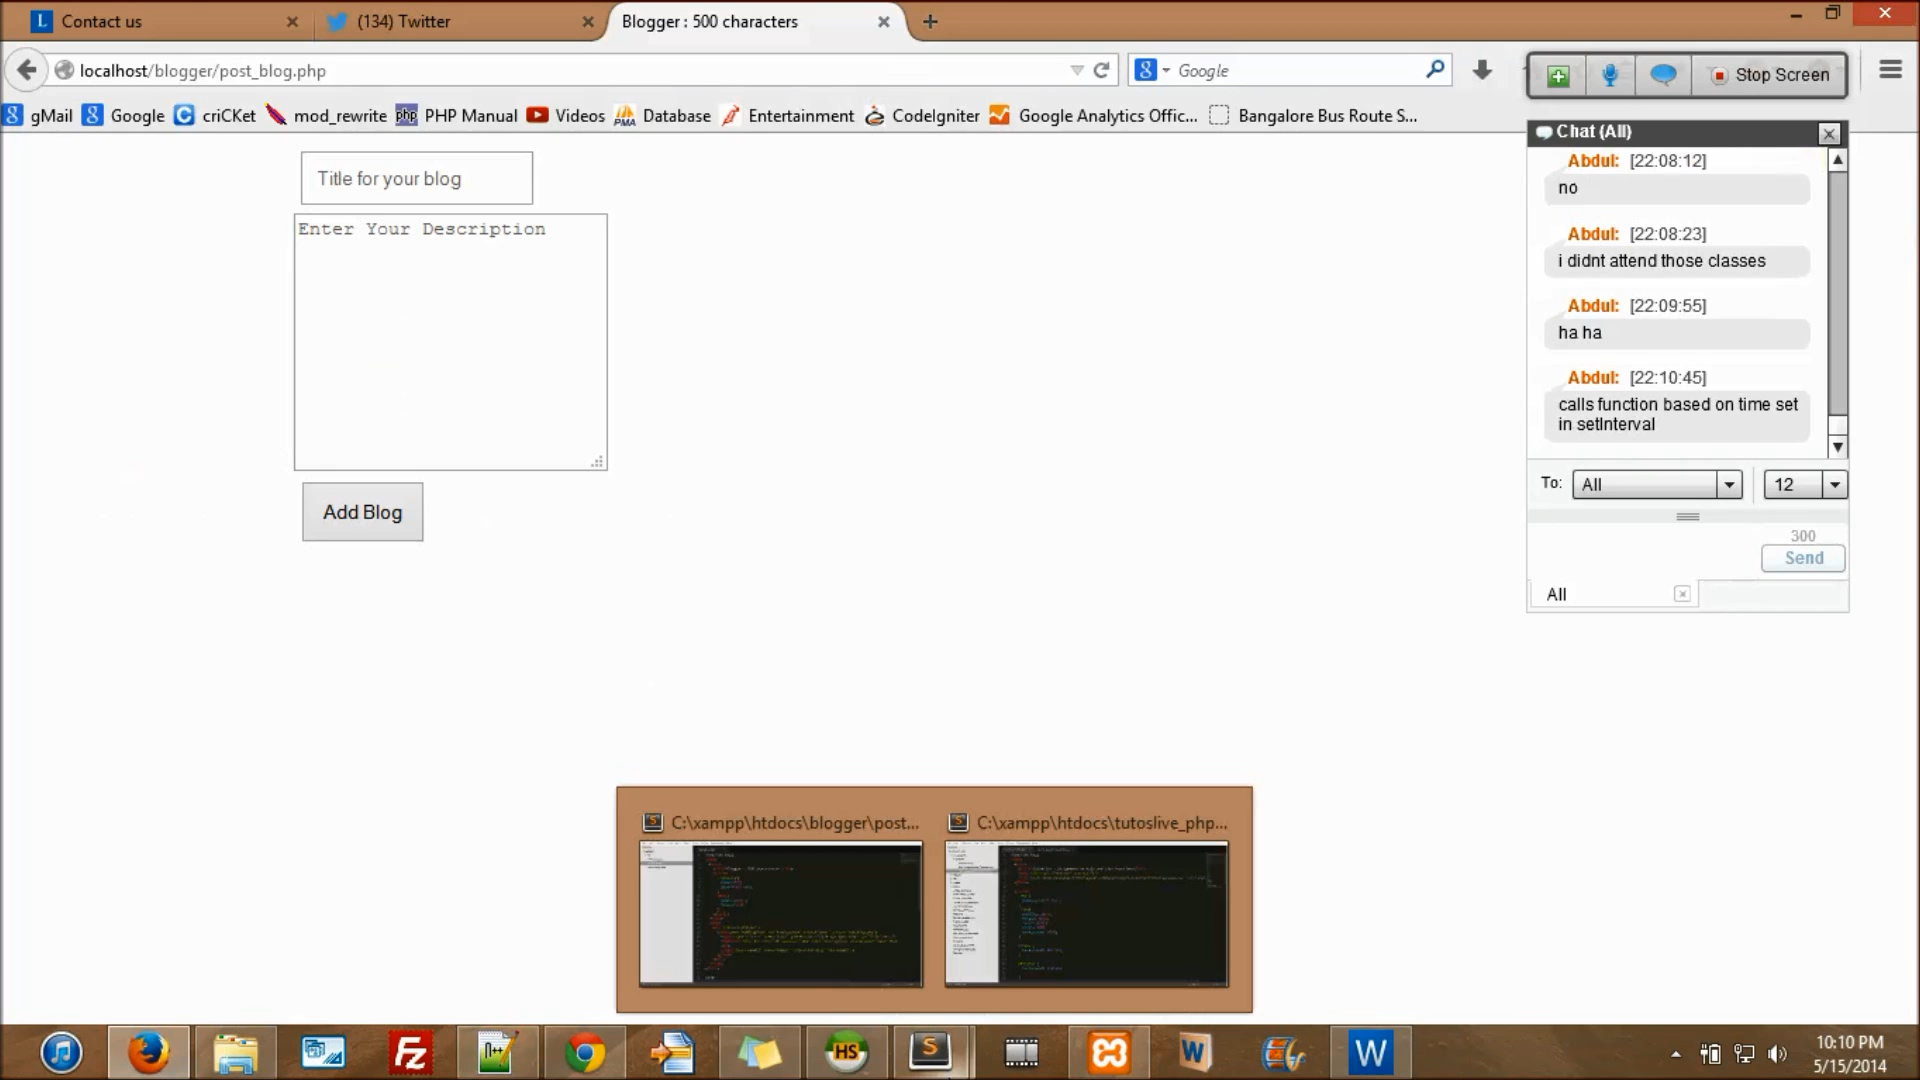 Contact us
(134) Twitter
Blogger : 500 characters
localhost/blogger/post_blog.php
Google
Stop Screen
gMail
Google
criCKet
mod_rewrite
PHP Manual
Videos
Database
Entertainment
CodeIgniter
Google Analytics Offic...
Bangalore Bus Route S...
Title for your blog
Enter Your Description
Add Blog
Chat (All)
Abdul: [22:08:12]
no
Abdul: [22:08:23]
i didnt attend those classes
Abdul: [22:09:55]
ha ha
Abdul: [22:10:45]
calls function based on time set
in setInterval
To: All 12
300
Send
All
C:\xampp\htdocs\blogger\post...
C:\xampp\htdocs\tutoslive_php...
10:10 PM
5/15/2014